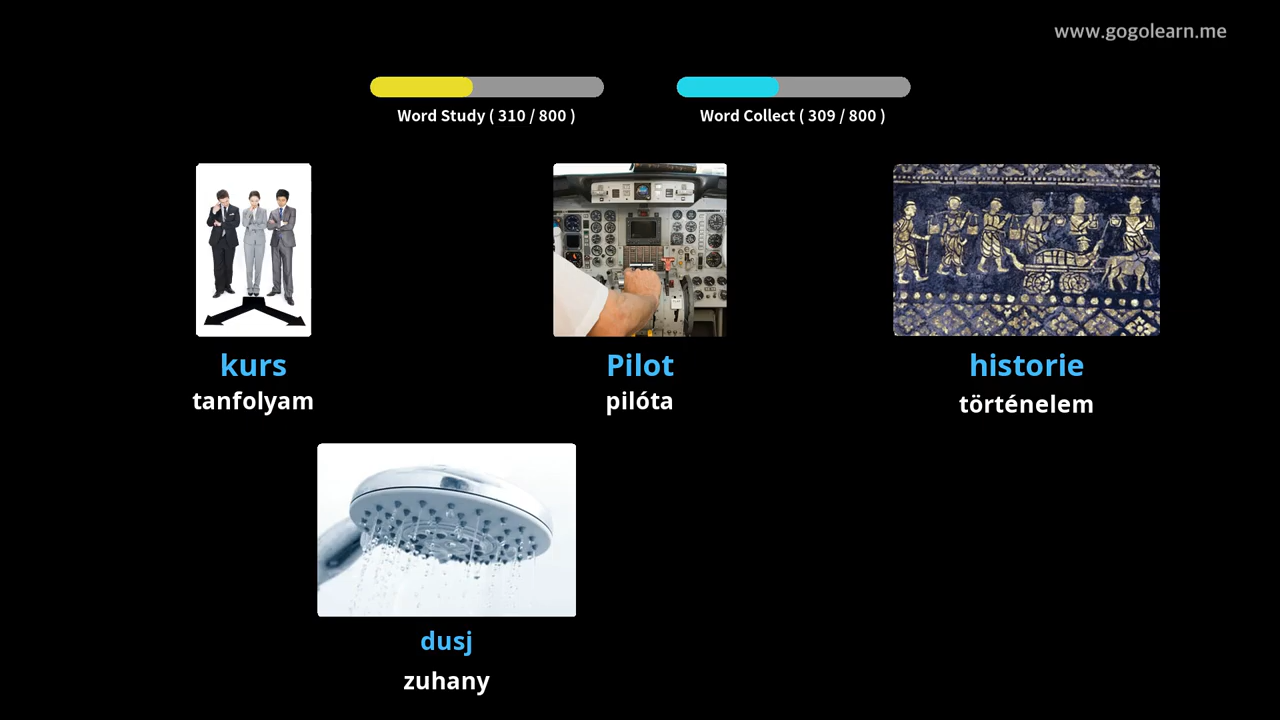 www.gogolearn.me
Word Study ( 310 / 800 )
Word Collect ( 309 / 800 )
kurs
tanfolyam
Pilot
pilóta
historie
történelem
dusj
zuhany